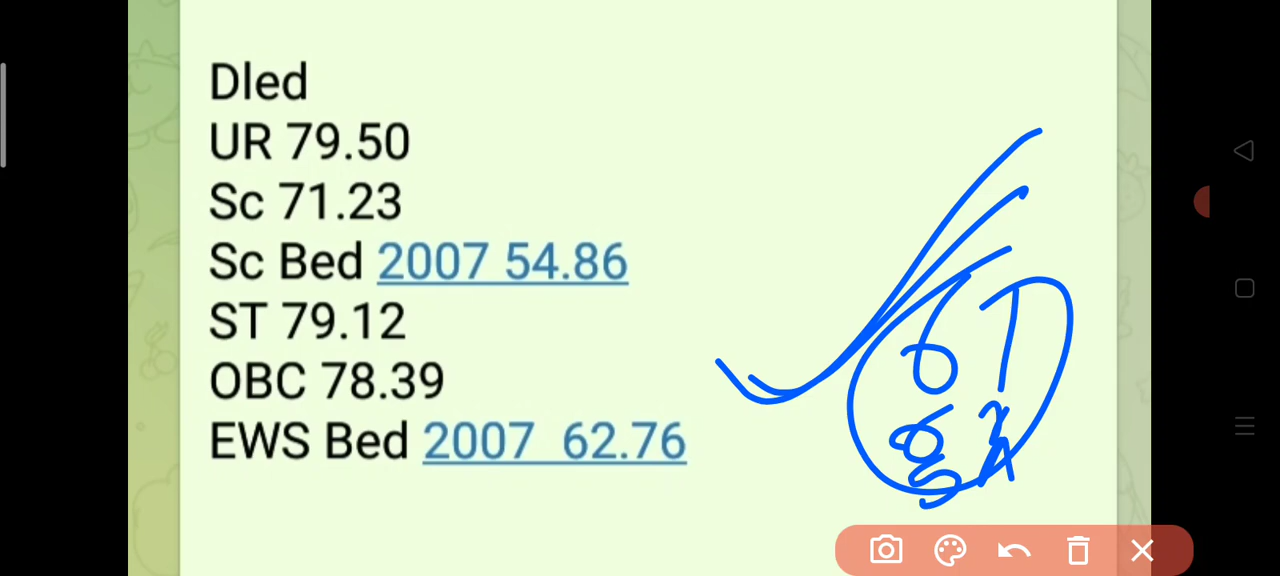 Dled
UR 79.50
Sc 71.23
Sc Bed 2007 54.86
ST 79.12
OBC 78.39
EWS Bed 2007 62.76
67